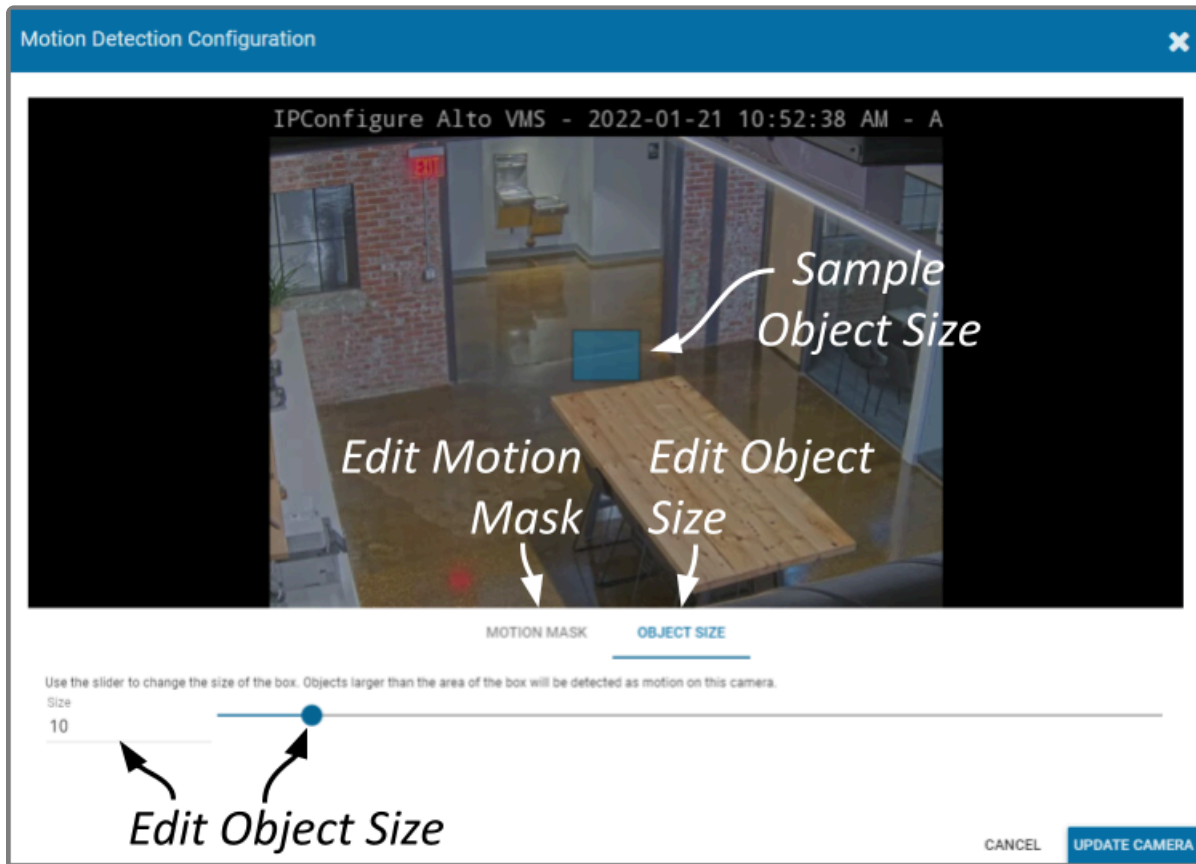 Motion Detection Configuration
IPConfigure Alto VMS - 2022-01-21 10:52:38 AM - A
EXIT
Sample
Object Size
Edit Motion
Mask
Edit Object
Size
MOTION MASK
OBJECT SIZE
Use the slider to change the size of the box. Objects larger than the area of the box will be detected as motion on this camera.
Size
10
Edit Object Size
CANCEL
UPDATE CAMERA